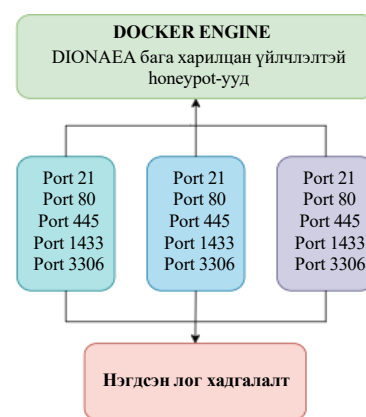 DOCKER ENGINE
DIONAEA бага харилцан үйлчлэлтэй
honeypot-ууд
Port 21
Port 80
Port 445
Port 1433
Port 3306
Port 21
Port 80
Port 445
Port 1433
Port 3306
Port 21
Port 80
Port 445
Port 1433
Port 3306
Нэгдсэн лог хадгалалт